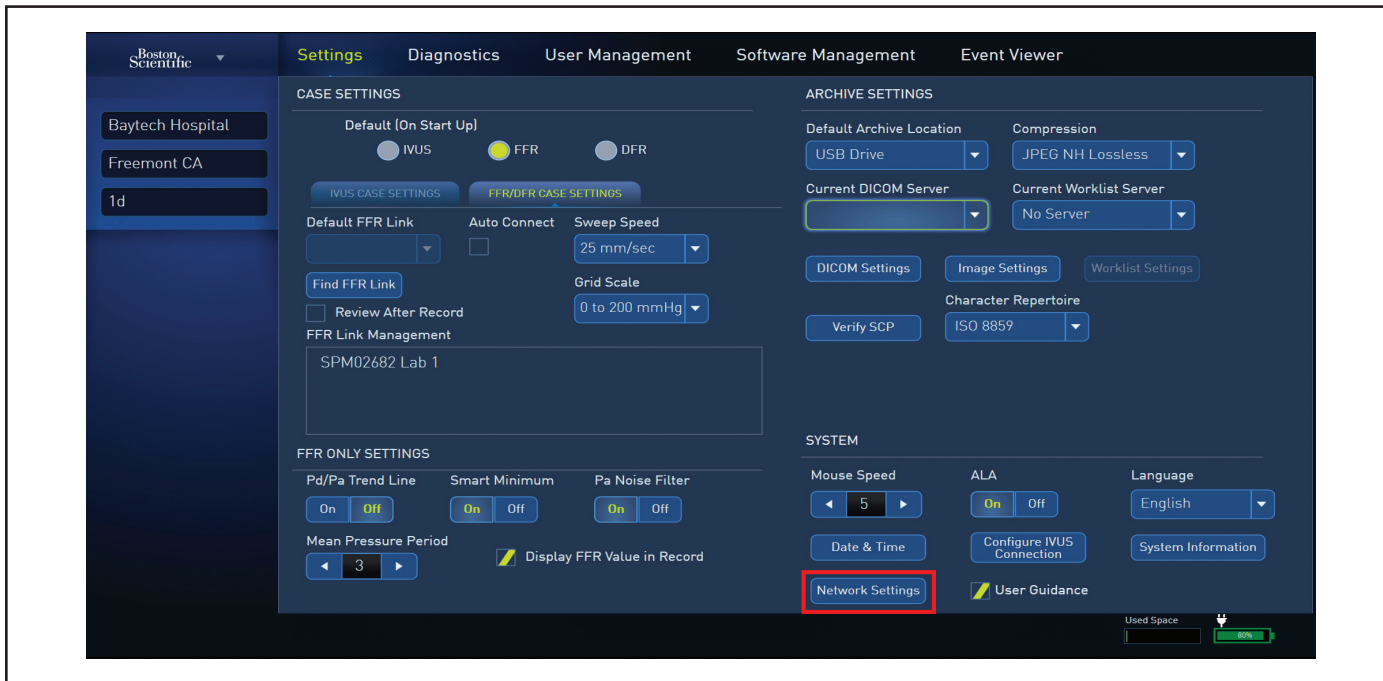 Boston
Scientific
Settings Diagnostics User Management Software Management Event Viewer
Baytech Hospital
Freemont CA
1d
CASE SETTINGS
Default (On Start Up)
IVUS FFR DFR
IVUS CASE SETTINGS FFR/DFR CASE SETTINGS
Default FFR Link Auto Connect Sweep Speed
25 mm/sec
Find FFR Link Grid Scale
0 to 200 mmHg
Review After Record
FFR Link Management
SPM02682 Lab 1
FFR ONLY SETTINGS
Pd/Pa Trend Line Smart Minimum Pa Noise Filter
On Off On Off On Off
Mean Pressure Period
3
Display FFR Value in Record
ARCHIVE SETTINGS
Default Archive Location Compression
USB Drive JPEG NH Lossless
Current DICOM Server Current Worklist Server
No Server
DICOM Settings Image Settings Worklist Settings
Character Repertoire
Verify SCP ISO 8859
SYSTEM
Mouse Speed ALA Language
5 On Off English
Date & Time Configure IVUS
Connection System Information
Network Settings User Guidance
Used Space
80%